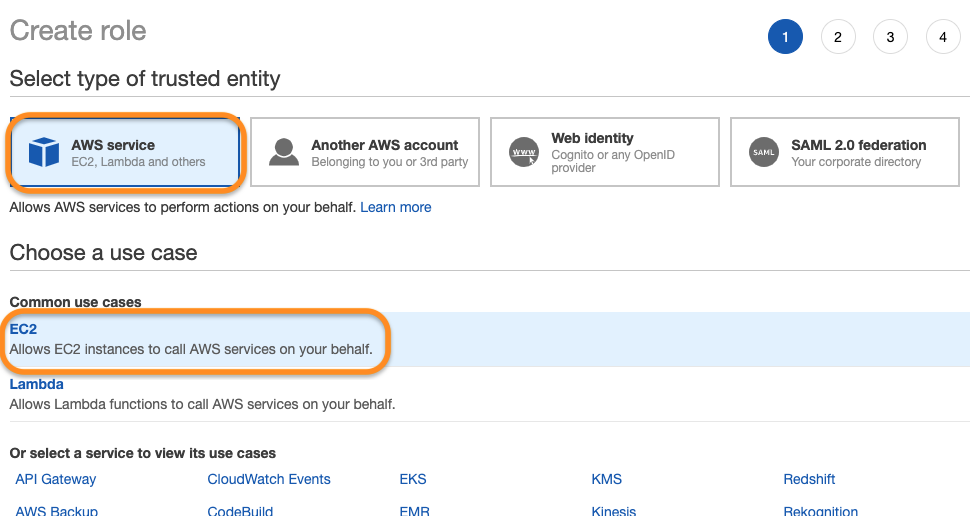 Create role
1 2 3 4
Select type of trusted entity
AWS service
EC2, Lambda and others
Another AWS account
Belonging to you or 3rd party
www
Web identity
Cognito or any OpenID
provider
SAML
SAML 2.0 federation
Your corporate directory
Allows AWS services to perform actions on your behalf. Learn more
Choose a use case
Common use cases
EC2
Allows EC2 instances to call AWS services on your behalf.
Lambda
Allows Lambda functions to call AWS services on your behalf.
Or select a service to view its use cases
API Gateway CloudWatch Events EKS KMS Redshift
AWS Backup CodeBuild EMR Kinesis Rekognition